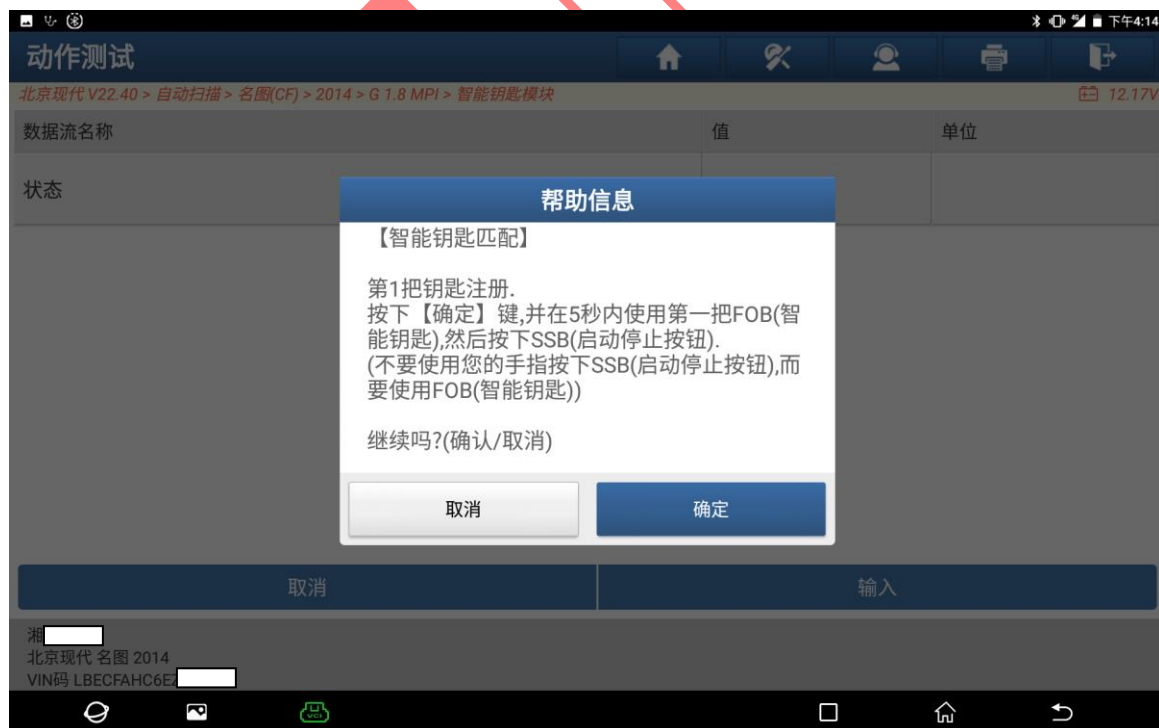 下午4:14
动作测试
北京现代 V22.40 > 自动扫描 > 名图(CF) > 2014 > G 1.8 MPI > 智能钥匙模块
12.17V
数据流名称 值 单位
状态
帮助信息
【智能钥匙匹配】
第1把钥匙注册.
按下【确定】键,并在5秒内使用第一把FOB(智
能钥匙),然后按下SSB(启动停止按钮).
(不要使用您的手指按下SSB(启动停止按钮),而
要使用FOB(智能钥匙))
继续吗?(确认/取消)
取消 确定
取消 输入
湘
北京现代 名图 2014
VIN码 LBECFAHC6EZ
VCI